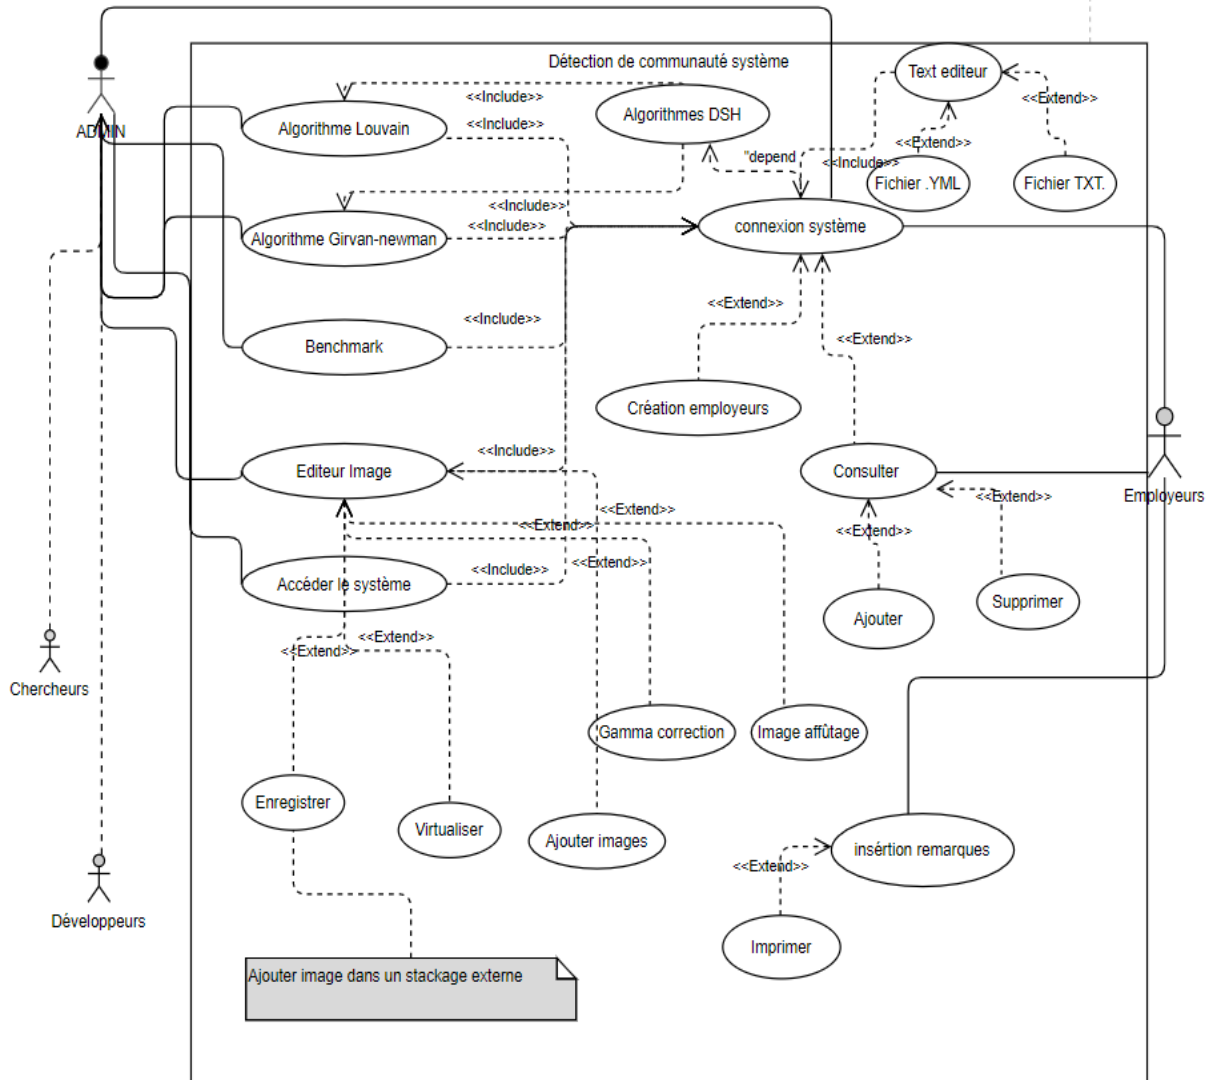 Détection de communauté système
Text editeur
<<Include>>
<<Extend>>
Algorithmes DSH
ADMIN
Algorithme Louvain
<<Include>>
<<Extend>>
"depend
<<Include>>
Fichier .YML
Fichier TXT.
<<Include>>
<<Include>>
connexion système
Algorithme Girvan-newman
<<Extend>>
<<Include>>
<<Extend>>
Benchmark
Création employeurs
<<Include>>
Editeur Image
Consulter
Employeurs
<<Extend>>
<<Extend>>
<<Extend>>
<<Extend>>
<<Include>>
<<Extend>>
Accéder le système
Supprimer
Ajouter
<<Extend>>
<<Extend>>
Chercheurs
Gamma correction
Image affûtage
Enregistrer
Virtualiser
Ajouter images
insértion remarques
<<Extend>>
Développeurs
Imprimer
Ajouter image dans un stackage externe